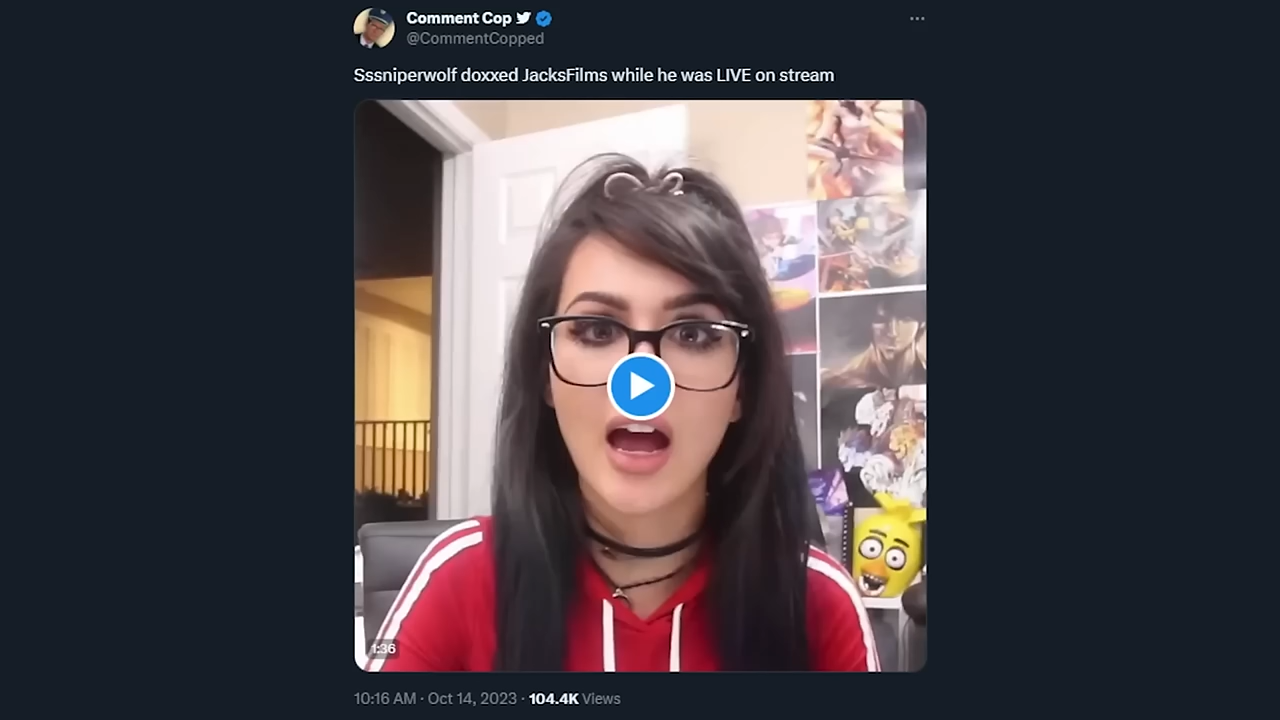 Comment Cop
@CommentCopped
Sssniperwolf doxxed JacksFilms while he was LIVE on stream
1:36
10:16 AM · Oct 14, 2023 · 104.4K Views